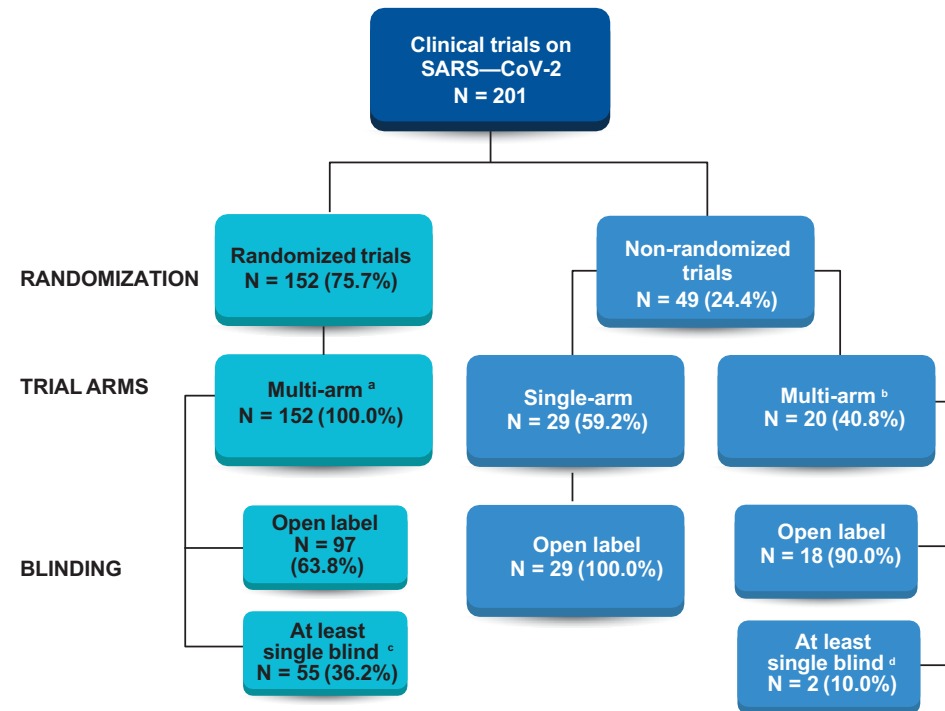 Clinical trials on
SARS—CoV-2
N = 201
RANDOMIZATION
Randomized trials
N = 152 (75.7%)
Non-randomized
trials
N = 49 (24.4%)
TRIAL ARMS
Multi-arm a
N = 152 (100.0%)
Single-arm
N = 29 (59.2%)
Multi-arm b
N = 20 (40.8%)
BLINDING
Open label
N = 97
(63.8%)
Open label
N = 29 (100.0%)
Open label
N = 18 (90.0%)
At least
single blind c
N = 55 (36.2%)
At least
single blind d
N = 2 (10.0%)